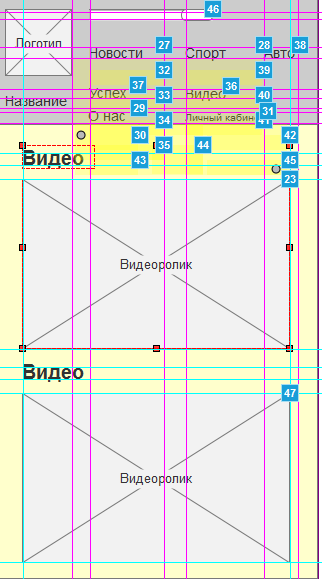 46
Логотип
27 28 38
Новости Спорт Авто
32 39
37 36
Успех 33 Видео 40
Название
29 31
О нас 34 Личный кабинет 41
30 42
35 44
Видео 43 45
23
Видеоролик
Видео
47
Видеоролик